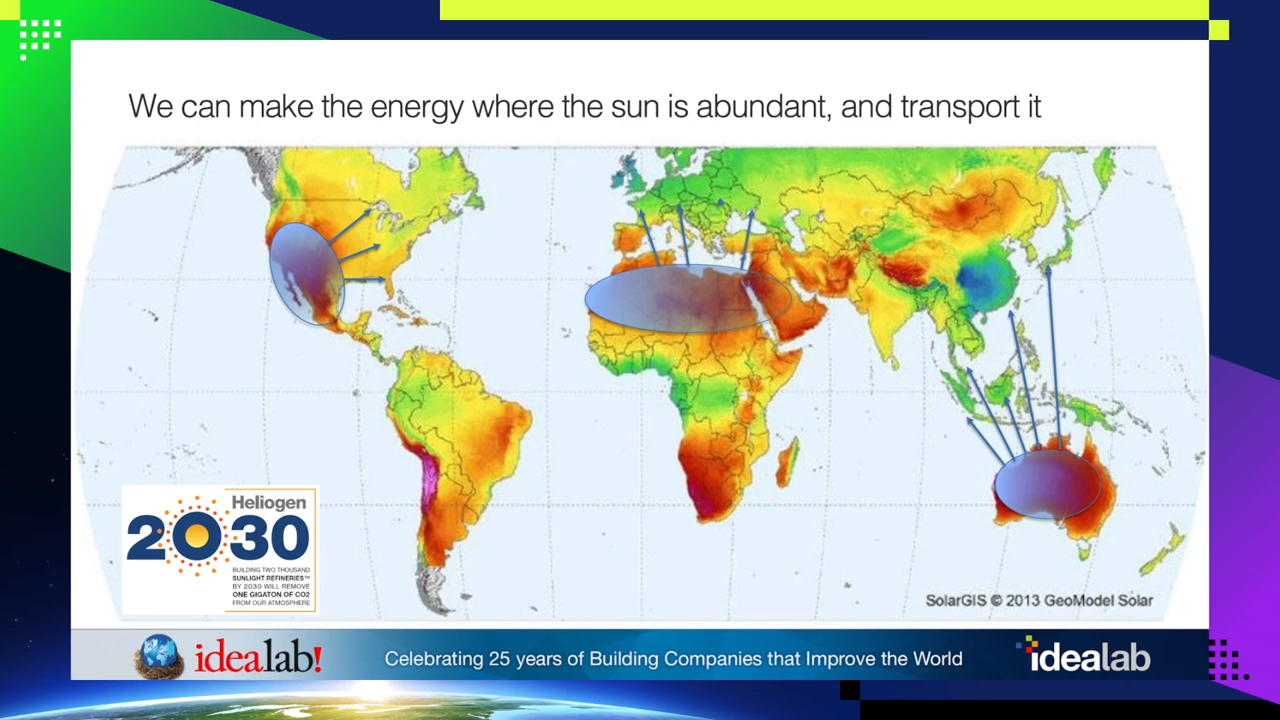 We can make the energy where the sun is abundant, and transport it
Heliogen
2030
BUILDING TWO THOUSAND
SUNLIGHT REFINERIES™
BY 2030 WILL REMOVE
ONE GIGATON OF CO2
FROM OUR ATMOSPHERE
SolarGIS © 2013 GeoModel Solar
idealab!
Celebrating 25 years of Building Companies that Improve the World
idealab